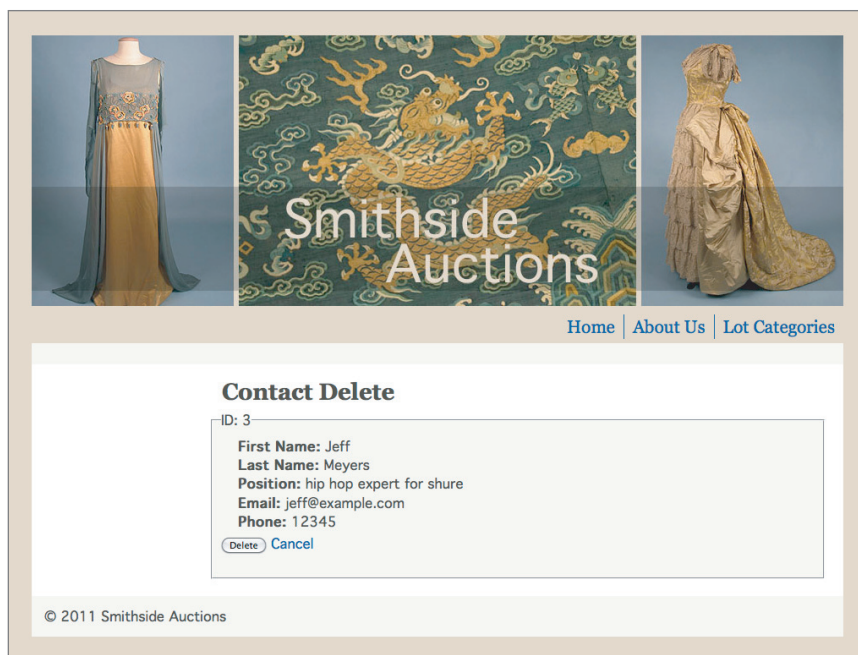 Smithside
Auctions
Home About Us Lot Categories
Contact Delete
ID: 3
First Name: Jeff
Last Name: Meyers
Position: hip hop expert for shure
Email: jeff@example.com
Phone: 12345
Delete Cancel
© 2011 Smithside Auctions